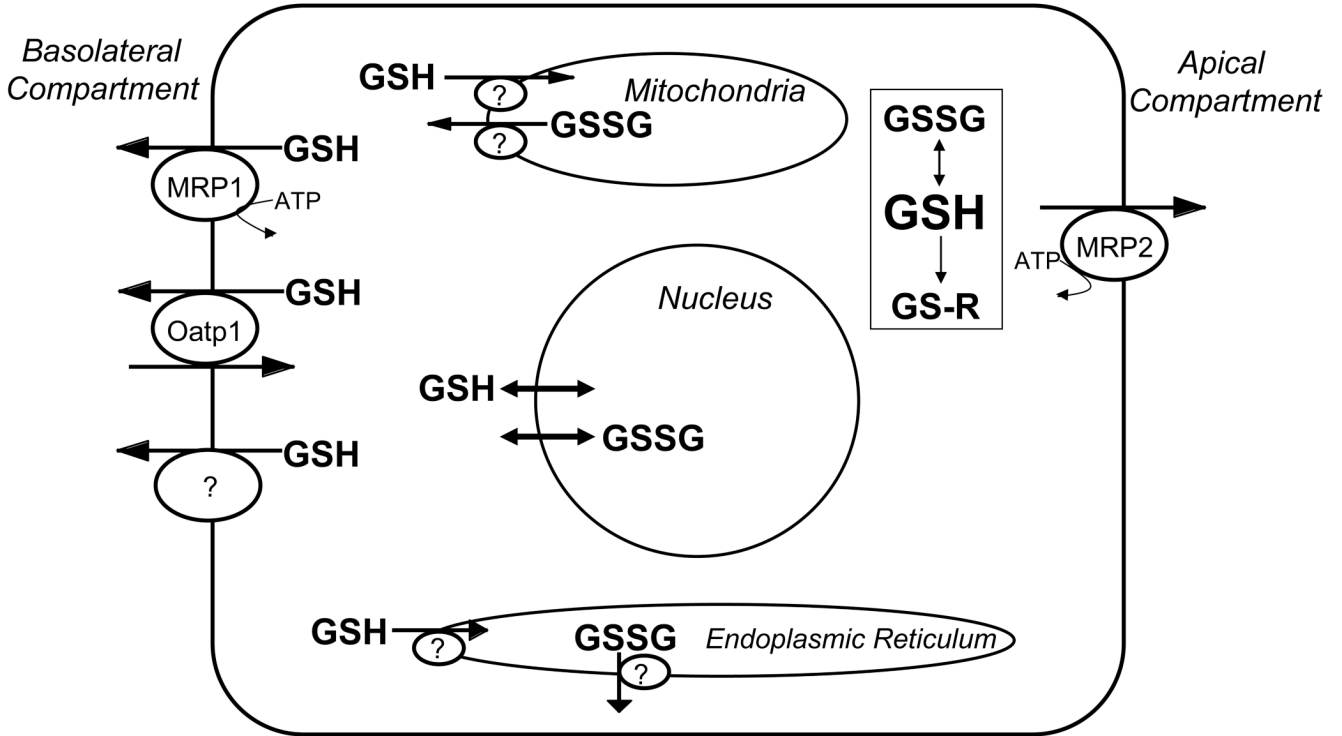 Basolateral
Compartment
GSH
MRP1
ATP
GSH
Oatp1
GSH
?
GSH
?
Mitochondria
GSSG
?
Nucleus
GSH
GSSG
GSH
?
GSSG
?
Endoplasmic Reticulum
GSSG
GSH
GS-R
Apical
Compartment
MRP2
ATP